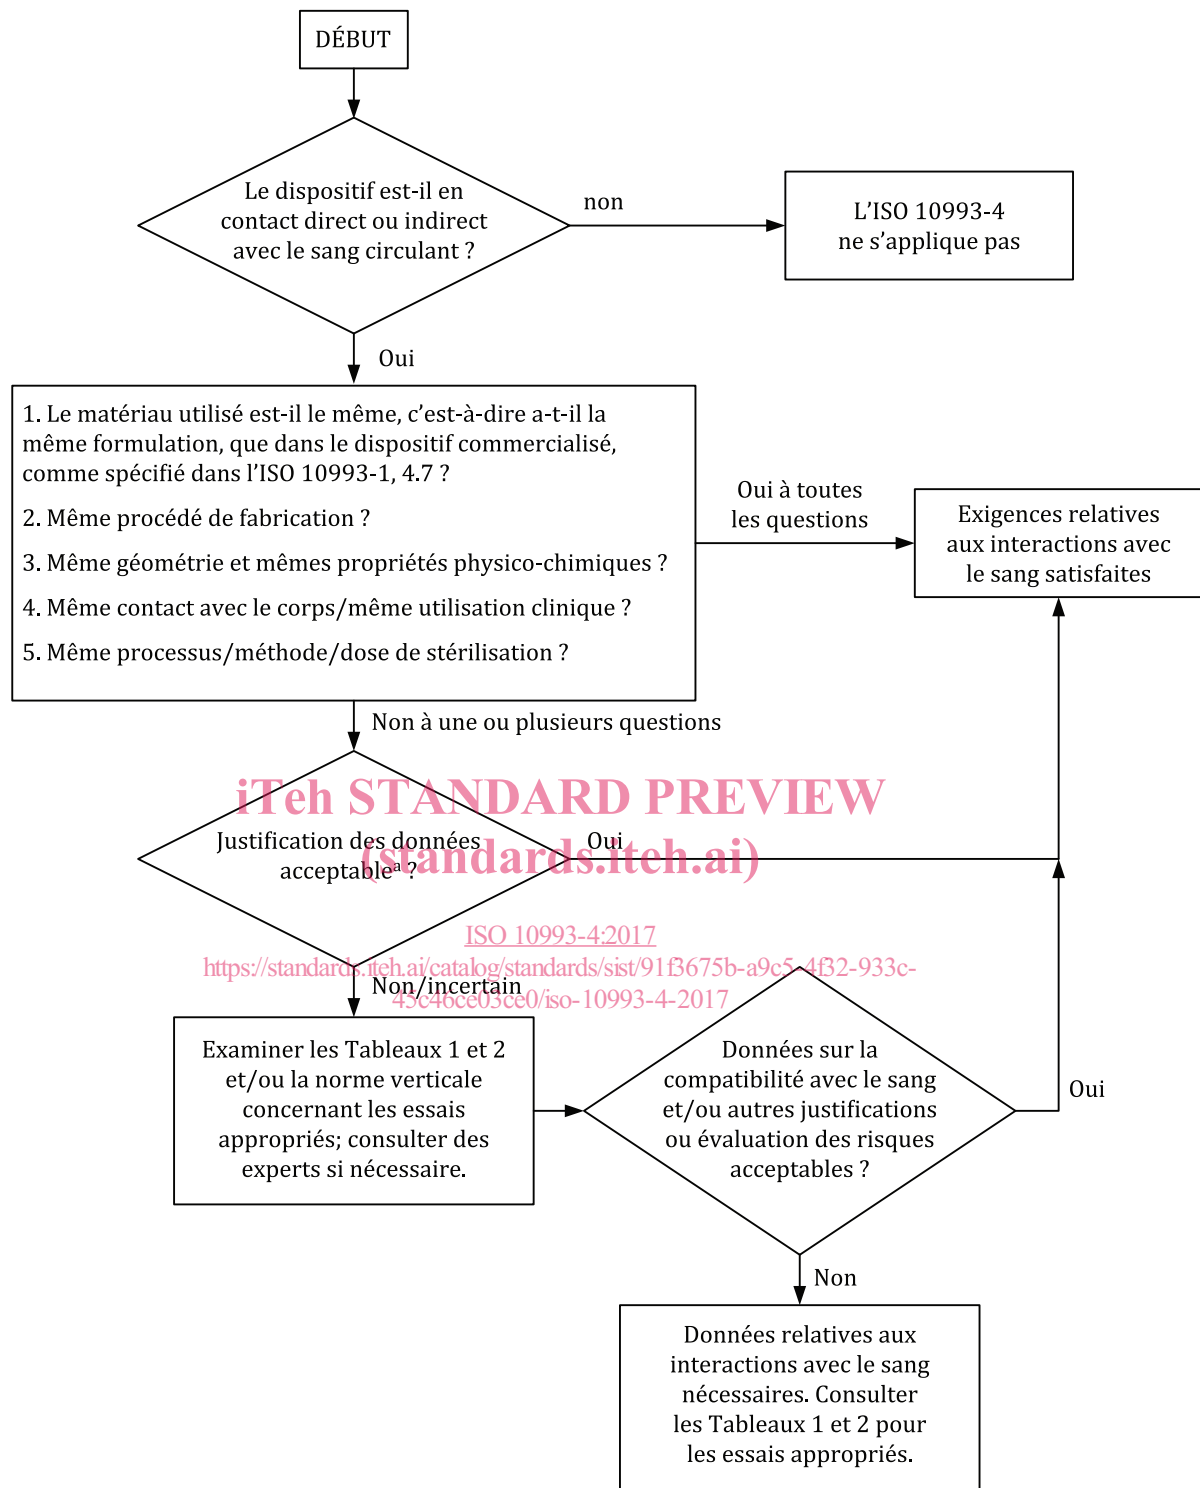 DÉBUT
Le dispositif est-il en
contact direct ou indirect
avec le sang circulant ?
non
L’ISO 10993-4
ne s’applique pas
Oui
1. Le matériau utilisé est-il le même, c’est-à-dire a-t-il la
même formulation, que dans le dispositif commercialisé,
comme spécifié dans l’ISO 10993-1, 4.7 ?
2. Même procédé de fabrication ?
3. Même géométrie et mêmes propriétés physico-chimiques ?
4. Même contact avec le corps/même utilisation clinique ?
5. Même processus/méthode/dose de stérilisation ?
Oui à toutes
les questions
Exigences relatives
aux interactions avec
le sang satisfaites
Non à une ou plusieurs questions
iTeh STANDARD PREVIEW
(standards.iteh.ai)
Justification des données
acceptableᵃ ?
Oui
ISO 10993-4:2017
https://standards.iteh.ai/catalog/standards/sist/91f3675b-a9c5-4f32-933c-
45c46ce03ce0/iso-10993-4-2017
Non/incertain
Examiner les Tableaux 1 et 2
et/ou la norme verticale
concernant les essais
appropriés; consulter des
experts si nécessaire.
Données sur la
compatibilité avec le sang
et/ou autres justifications
ou évaluation des risques
acceptables ?
Oui
Non
Données relatives aux
interactions avec le sang
nécessaires. Consulter
les Tableaux 1 et 2 pour
les essais appropriés.